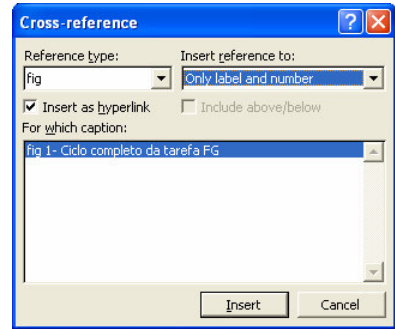 Cross-reference
Reference type: Insert reference to:
fig Only label and number
Insert as hyperlink Include above/below
For which caption:
fig 1- Ciclo completo da tarefa FG
Insert Cancel